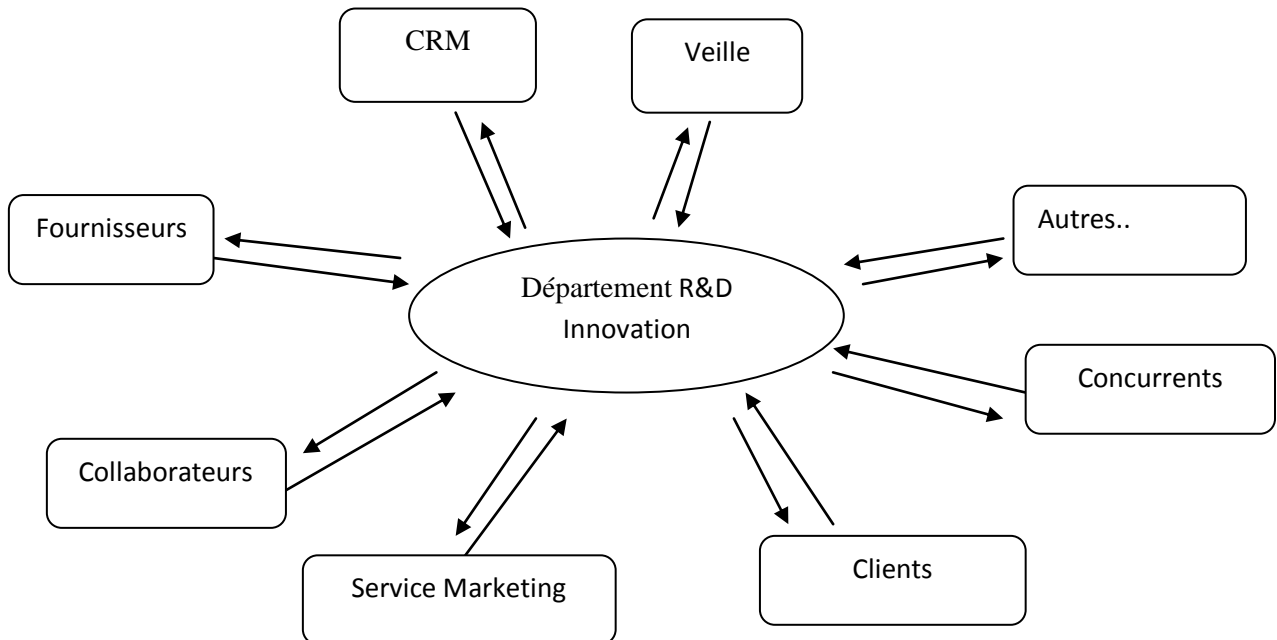 CRM
Veille
Fournisseurs
Autres..
Département R&D
Innovation
Concurrents
Collaborateurs
Service Marketing
Clients